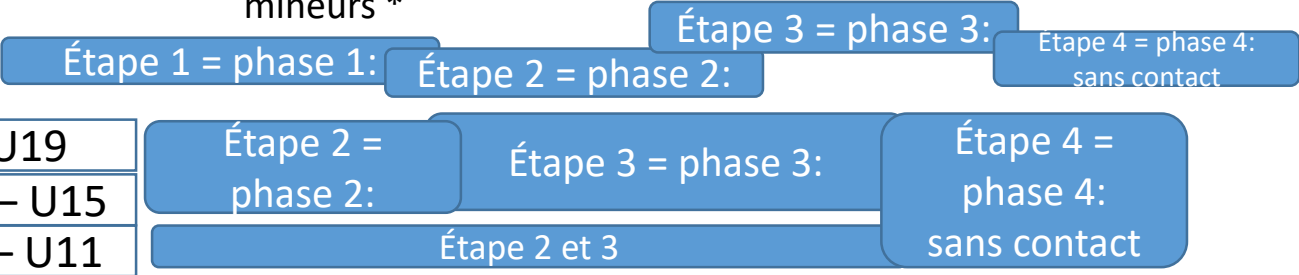 mineurs *
Étape 1 = phase 1:
Étape 2 = phase 2:
Étape 3 = phase 3:
Étape 4 = phase 4:
sans contact
U19
– U15
– U11
Étape 2 =
phase 2:
Étape 3 = phase 3:
Étape 4 =
phase 4:
sans contact
Étape 2 et 3